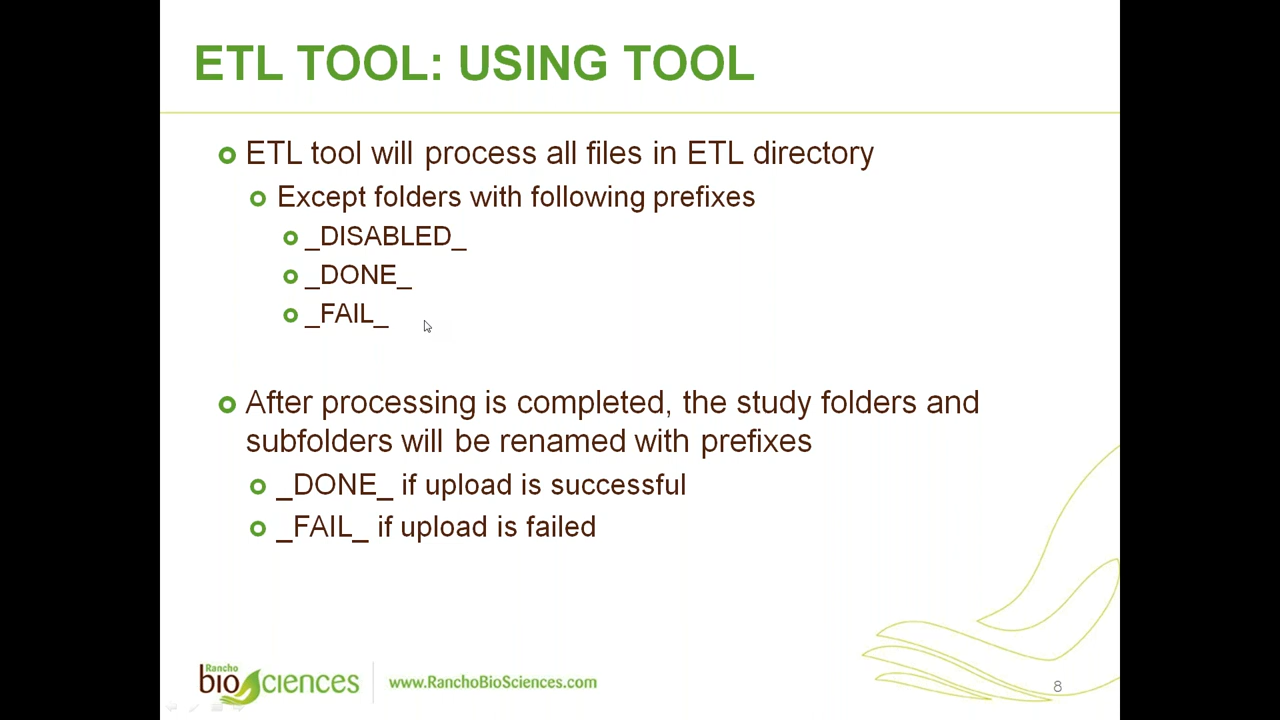 ETL TOOL: USING TOOL
ETL tool will process all files in ETL directory
Except folders with following prefixes
_DISABLED_
_DONE_
_FAIL_
After processing is completed, the study folders and
subfolders will be renamed with prefixes
_DONE_ if upload is successful
_FAIL_ if upload is failed
Rancho
bioSciences
www.RanchoBioSciences.com
8